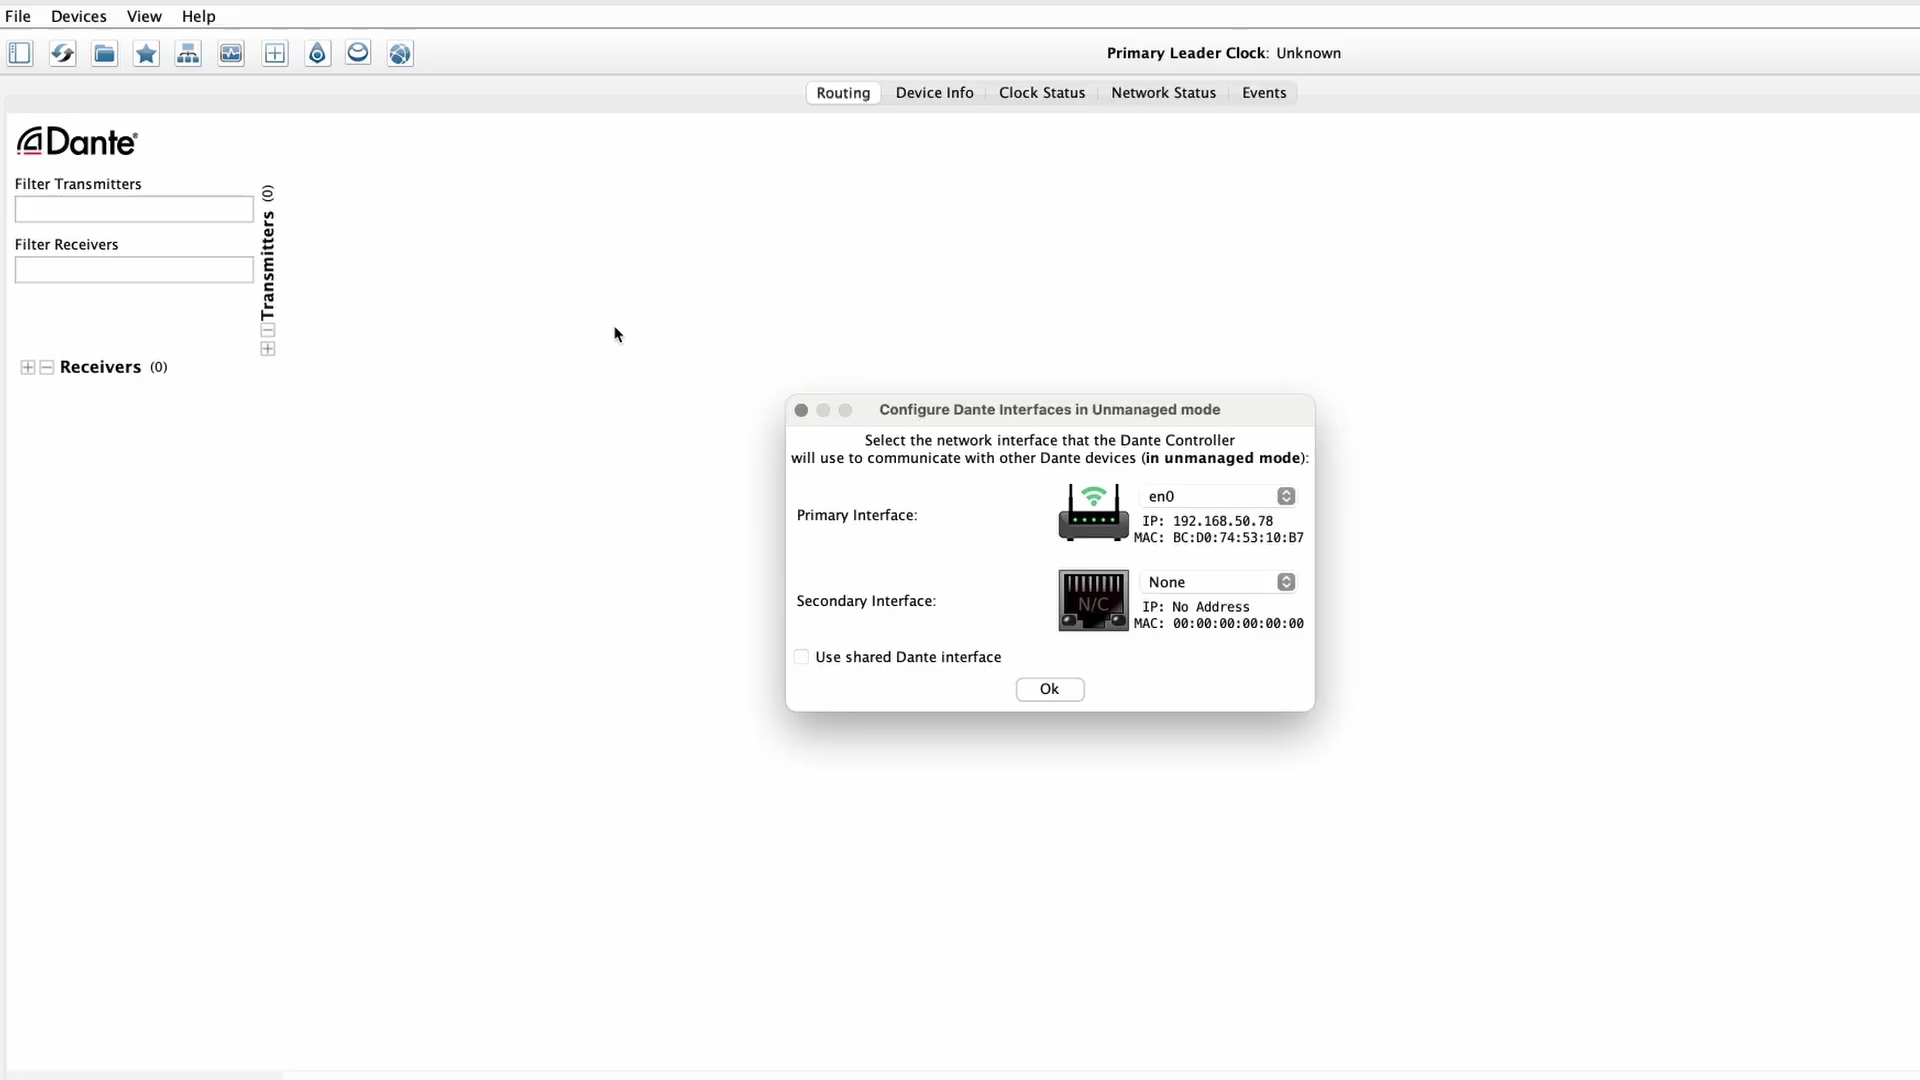 File Devices View Help
Primary Leader Clock: Unknown
Routing Device Info Clock Status Network Status Events
Dante®
Filter Transmitters
Filter Receivers
Transmitters (0)
Receivers (0)
Configure Dante Interfaces in Unmanaged mode
Select the network interface that the Dante Controller
will use to communicate with other Dante devices (in unmanaged mode):
Primary Interface:
en0
IP: 192.168.50.78
MAC: BC:D0:74:53:10:B7
Secondary Interface:
N/C
None
IP: No Address
MAC: 00:00:00:00:00:00
Use shared Dante interface
Ok